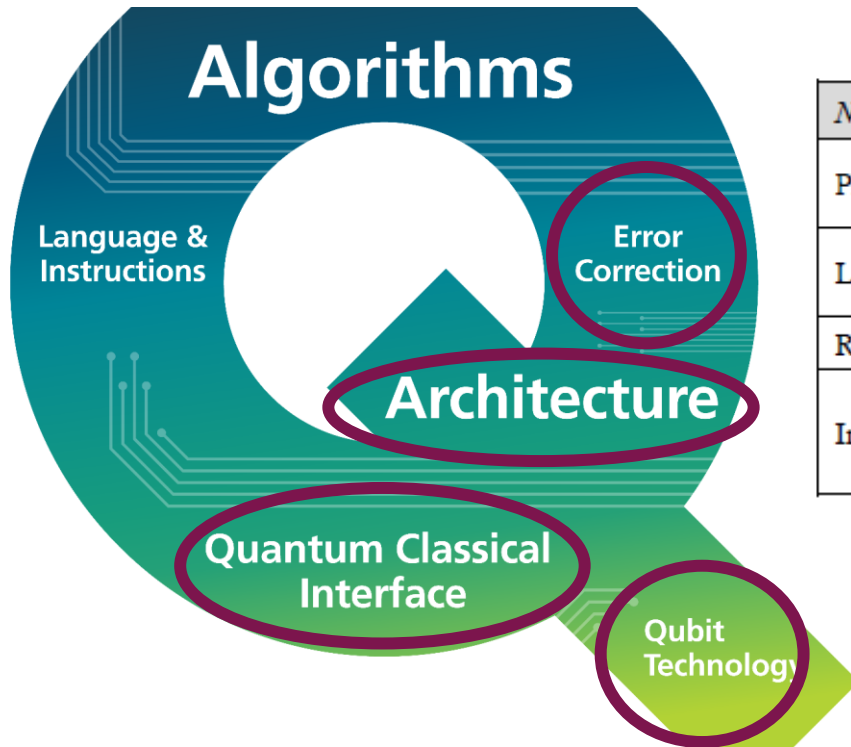 Algorithms
Language &
Instructions
Error
Correction
Architecture
Quantum Classical
Interface
Qubit
Technology
P
L
R